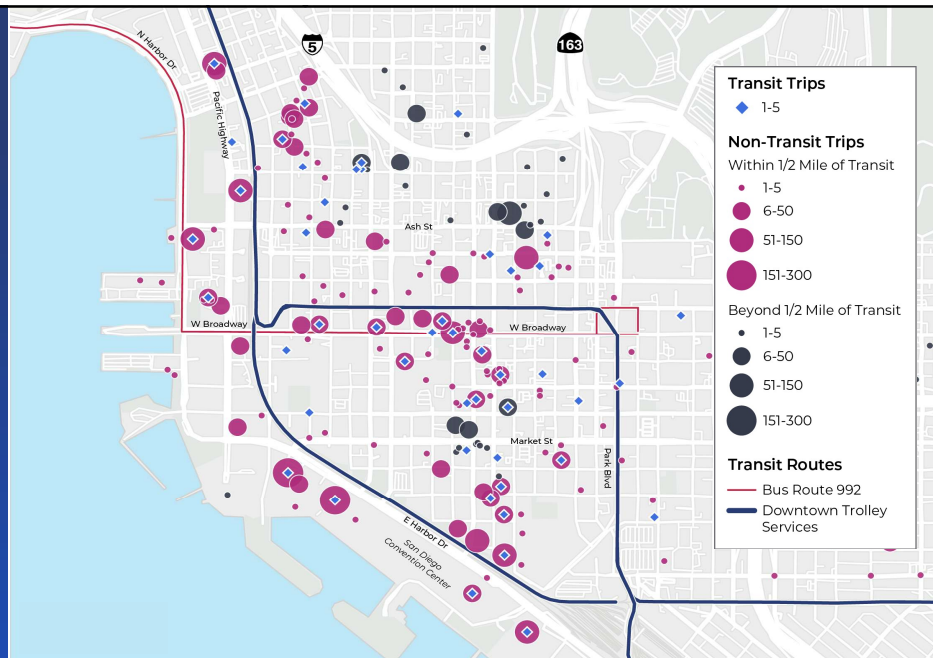 N Harbor Dr
Pacific Highway
5
163
Ash St
W Broadway
W Broadway
Market St
Park Blvd
E Harbor Dr
San Diego
Convention Center
Transit Trips
1-5
Non-Transit Trips
Within 1/2 Mile of Transit
1-5
6-50
51-150
151-300
Beyond 1/2 Mile of Transit
1-5
6-50
51-150
151-300
Transit Routes
Bus Route 992
Downtown Trolley
Services